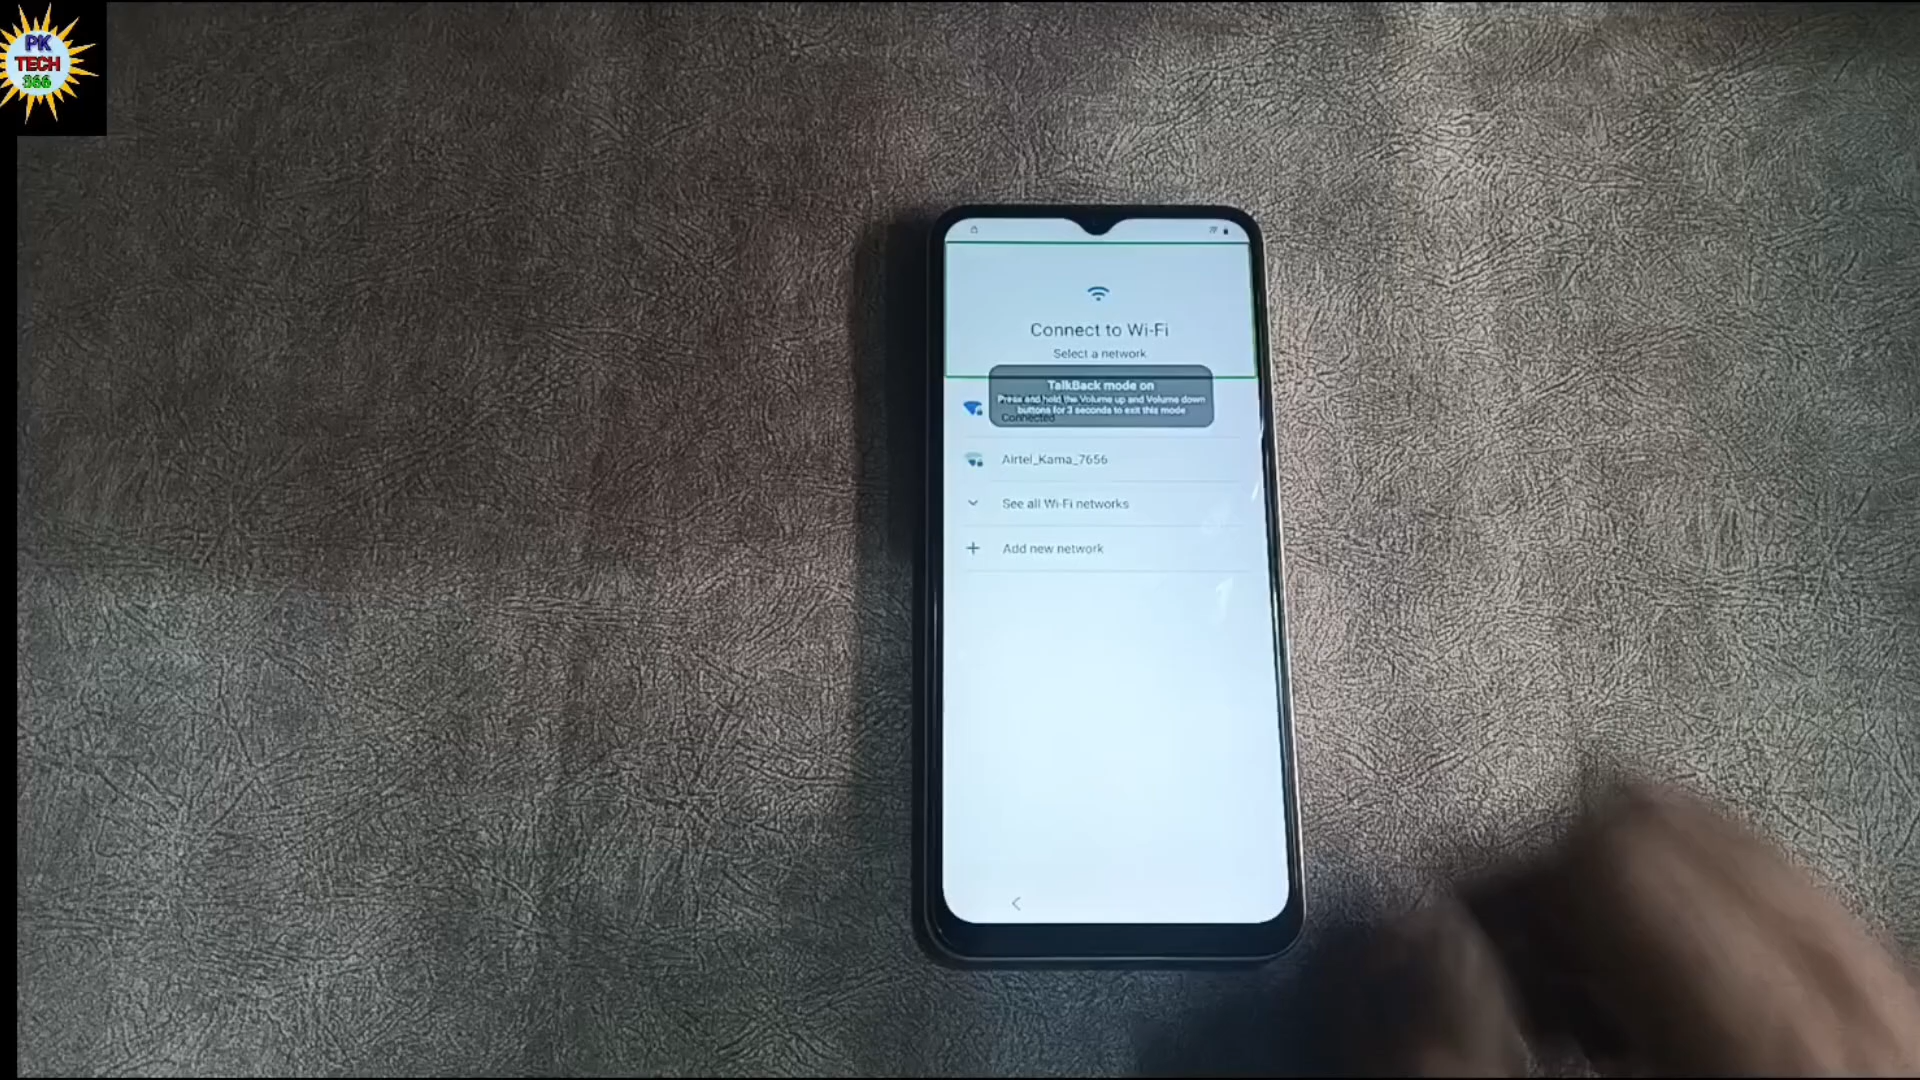 PK
TECH
366
Connect to Wi-Fi
Select a network
TalkBack mode on
Press and hold the Volume up and Volume down
buttons for 3 seconds to exit this mode
Connected
Airtel_Kama_7656
See all Wi-Fi networks
Add new network